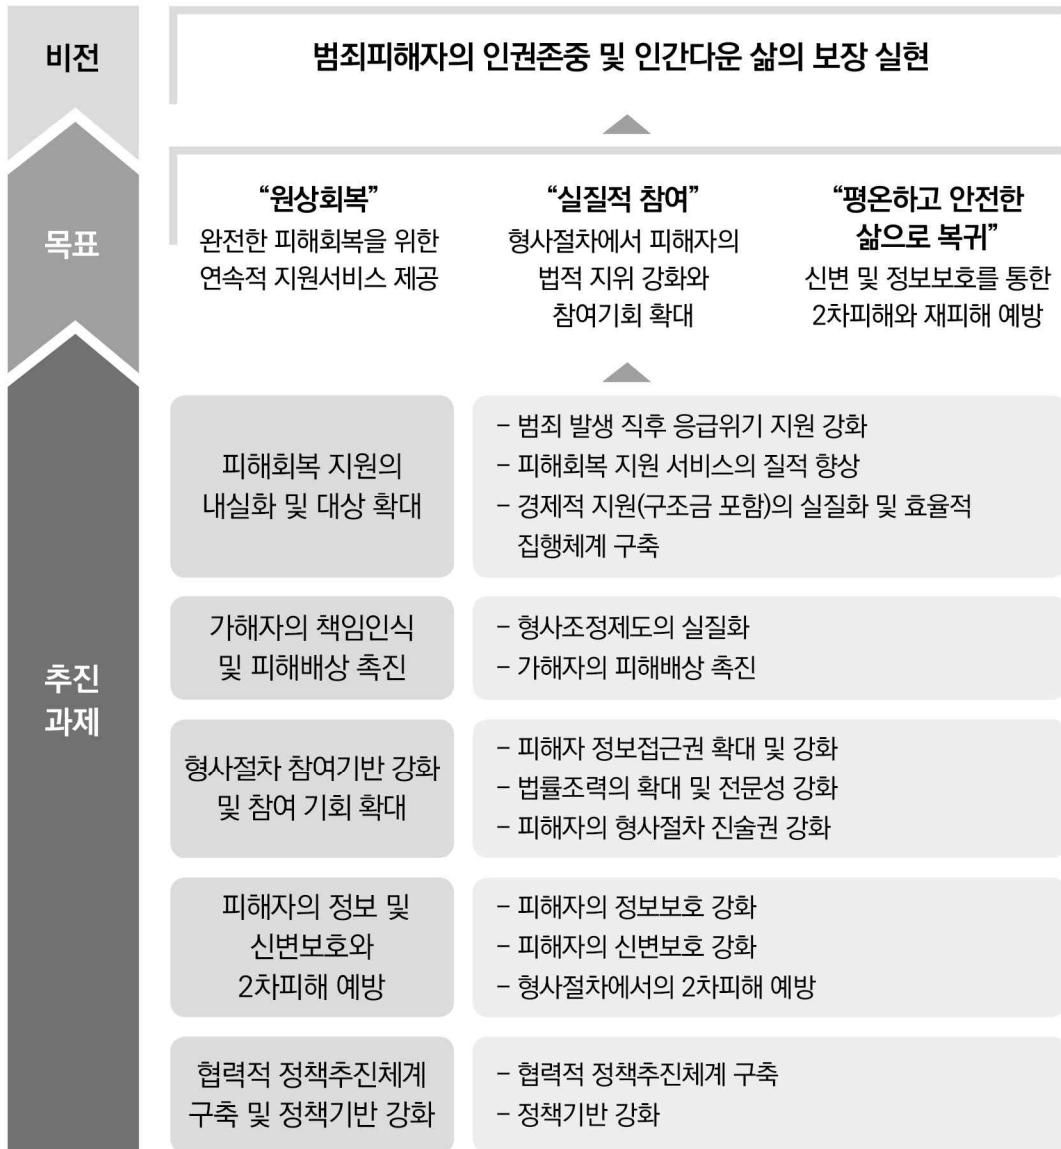 비전
범죄피해자의 인권존중 및 인간다운 삶의 보장 실현
목표
“원상회복”
완전한 피해회복을 위한
연속적 지원서비스 제공
“실질적 참여”
형사절차에서 피해자의
법적 지위 강화와
참여기회 확대
“평온하고 안전한
삶으로 복귀”
신변 및 정보보호를 통한
2차피해와 재피해 예방
추진
과제
피해회복 지원의
내실화 및 대상 확대
– 범죄 발생 직후 응급위기 지원 강화
– 피해회복 지원 서비스의 질적 향상
– 경제적 지원(구조금 포함)의 실질화 및 효율적
집행체계 구축
가해자의 책임인식
및 피해배상 촉진
– 형사조정제도의 실질화
– 가해자의 피해배상 촉진
형사절차 참여기반 강화
및 참여 기회 확대
– 피해자 정보접근권 확대 및 강화
– 법률조력의 확대 및 전문성 강화
– 피해자의 형사절차 진술권 강화
피해자의 정보 및
신변보호와
2차피해 예방
– 피해자의 정보보호 강화
– 피해자의 신변보호 강화
– 형사절차에서의 2차피해 예방
협력적 정책추진체계
구축 및 정책기반 강화
– 협력적 정책추진체계 구축
– 정책기반 강화